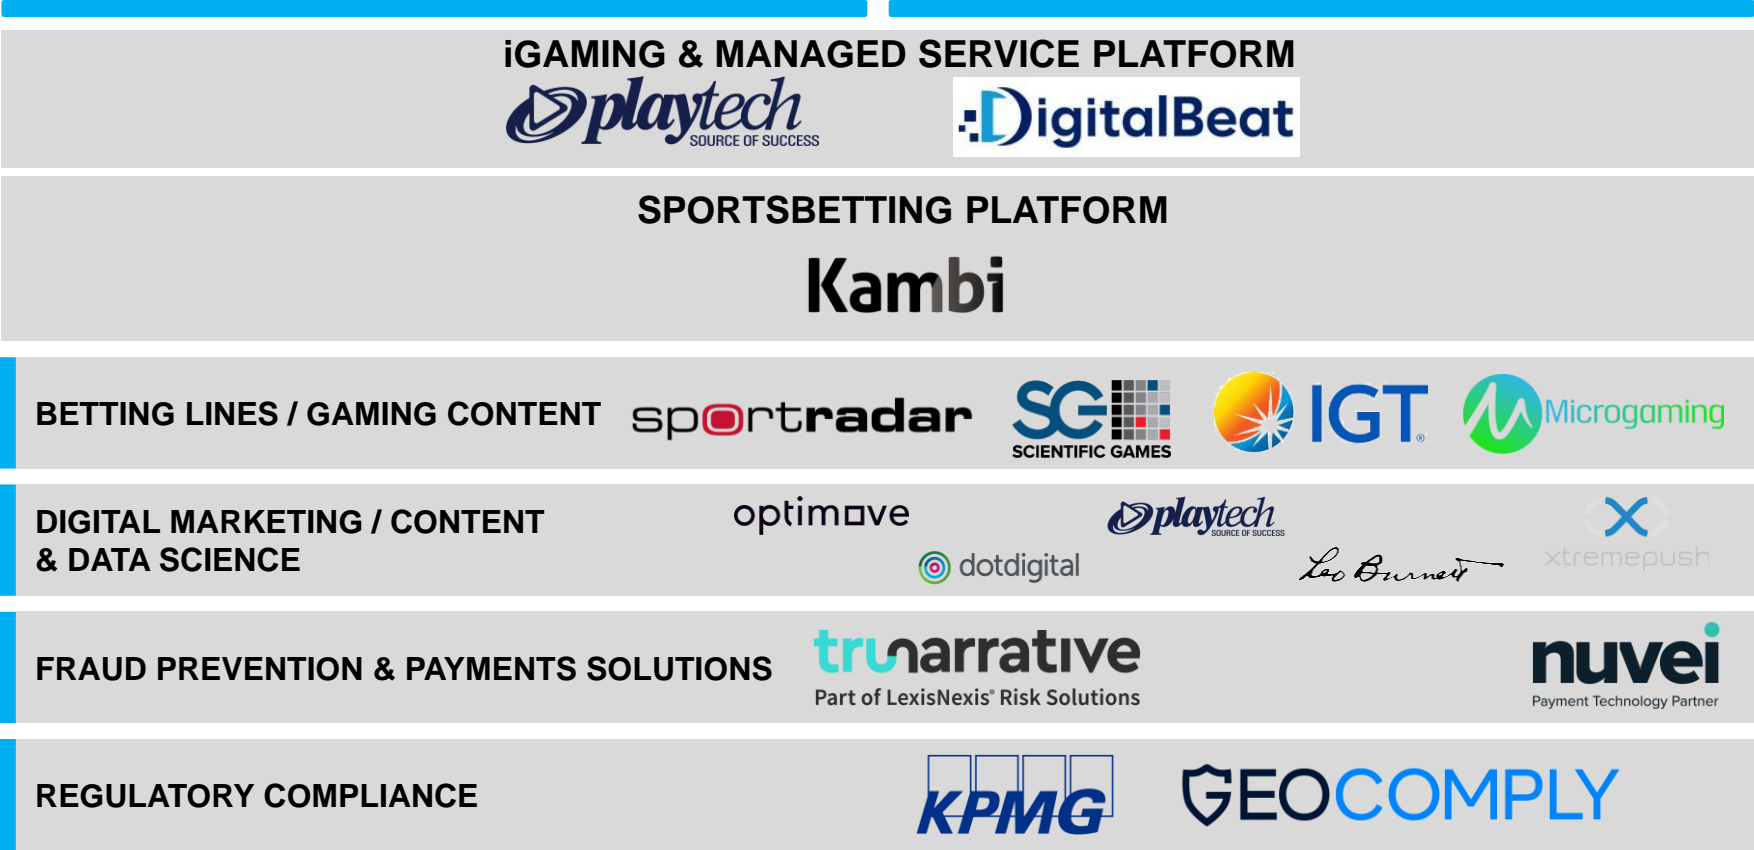 iGAMING & MANAGED SERVICE PLATFORM
playtech
SOURCE OF SUCCESS
DigitalBeat
SPORTSBETTING PLATFORM
Kambi
BETTING LINES / GAMING CONTENT
sportradar
SG
SCIENTIFIC GAMES
IGT®
Microgaming
DIGITAL MARKETING / CONTENT
& DATA SCIENCE
optimove
playtech
SOURCE OF SUCCESS
dotdigital
Leo Burnett
xtremepush
FRAUD PREVENTION & PAYMENTS SOLUTIONS
trunarrative
Part of LexisNexis® Risk Solutions
nuvei
Payment Technology Partner
REGULATORY COMPLIANCE
KPMG
GEOCOMPLY